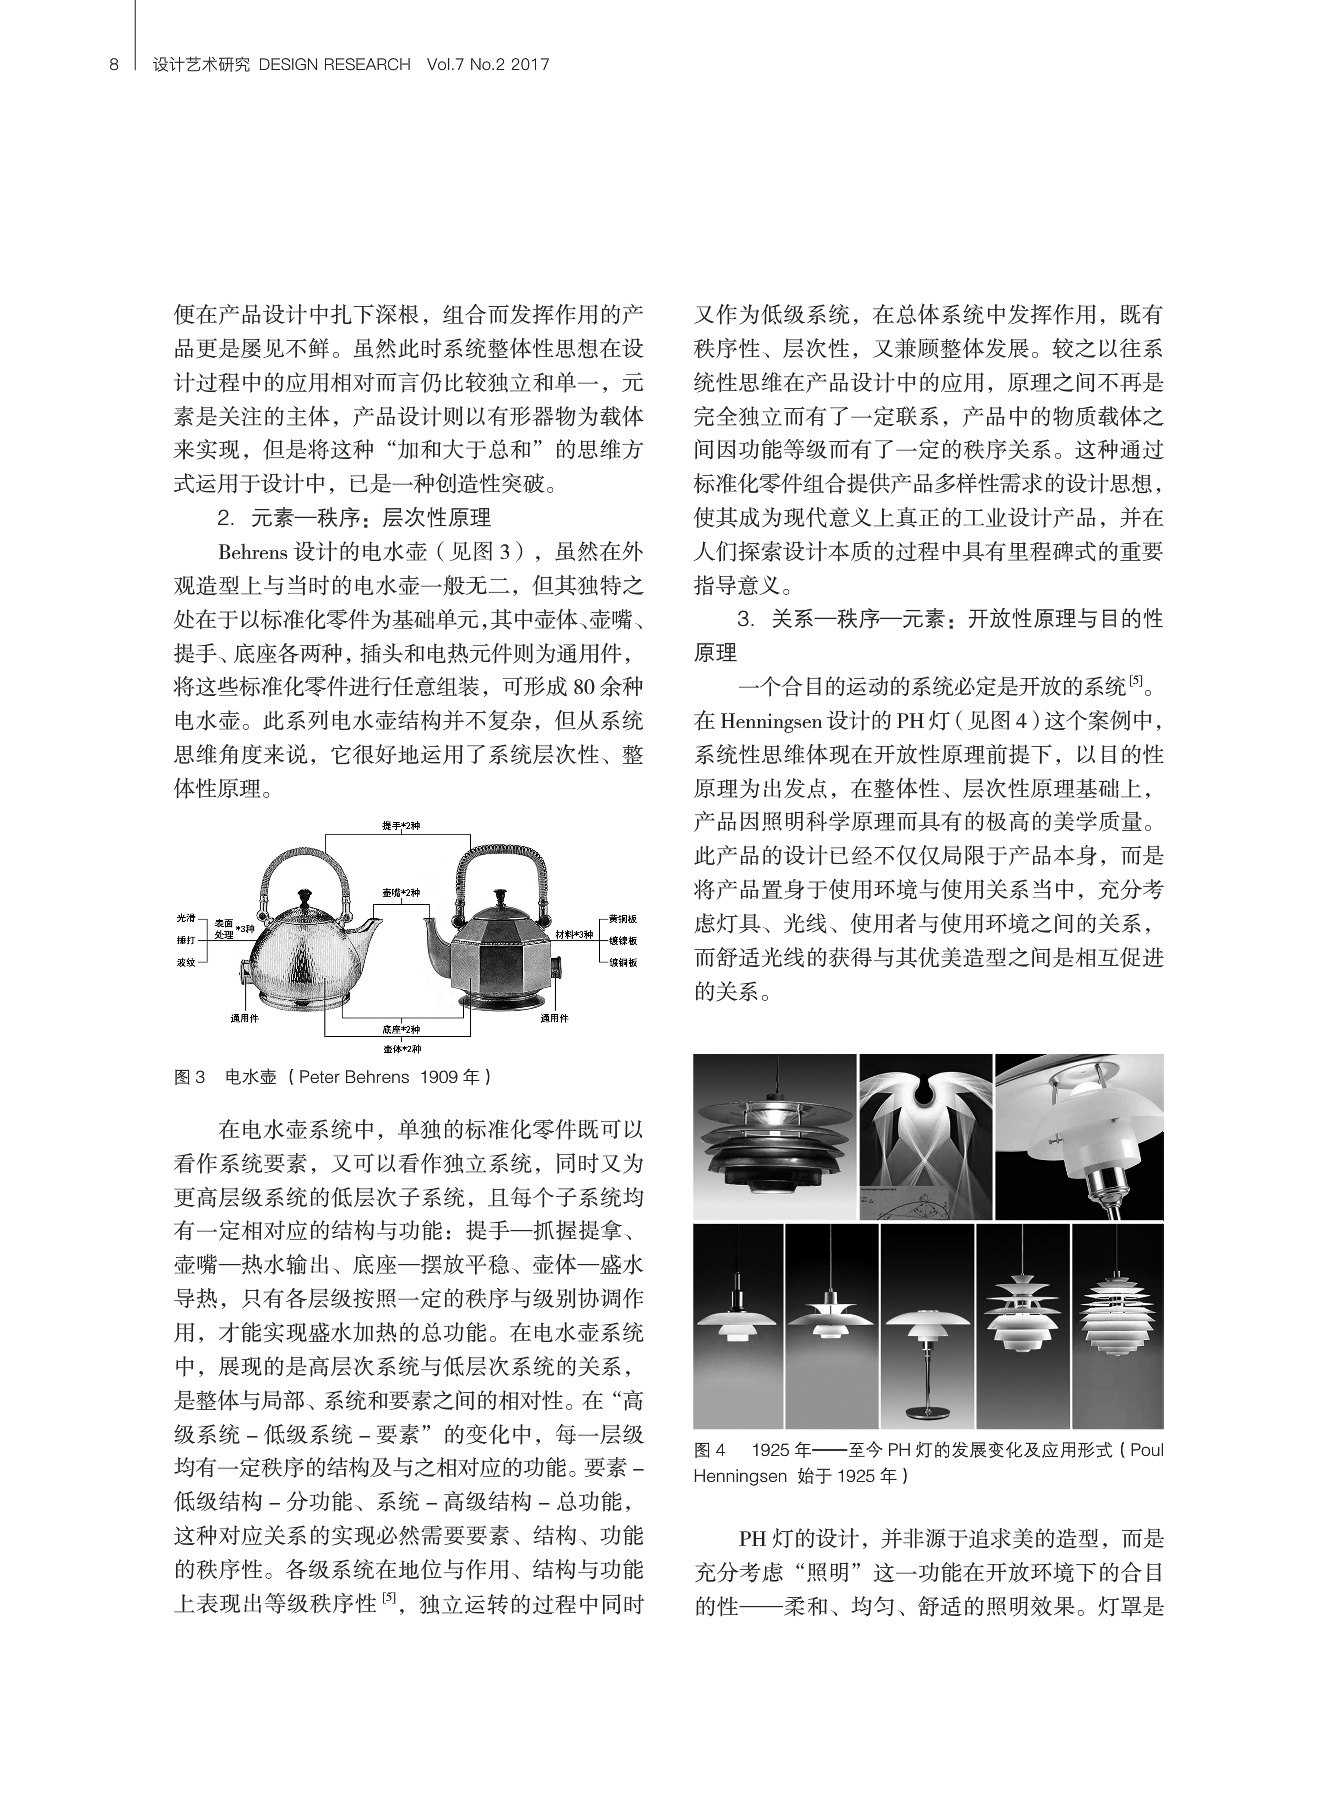 8 设计艺术研究 DESIGN RESEARCH Vol.7 No.2 2017
便在产品设计中扎下深根，组合而发挥作用的产
品更是屡见不鲜。虽然此时系统整体性思想在设
计过程中的应用相对而言仍比较独立和单一，元
素是关注的主体，产品设计则以有形器物为载体
来实现，但是将这种“加和大于总和”的思维方
式运用于设计中，已是一种创造性突破。
2. 元素—秩序：层次性原理
Behrens 设计的电水壶（见图 3），虽然在外
观造型上与当时的电水壶一般无二，但其独特之
处在于以标准化零件为基础单元，其中壶体、壶嘴、
提手、底座各两种，插头和电热元件则为通用件，
将这些标准化零件进行任意组装，可形成 80 余种
电水壶。此系列电水壶结构并不复杂，但从系统
思维角度来说，它很好地运用了系统层次性、整
体性原理。
提手*2种
壶嘴*2种
光滑
捶打
波纹
表面
处理
*3种
材料*3种
黄铜板
镀镍板
镀铜板
通用件
通用件
底座*2种
壶体*2种
图 3 电水壶（Peter Behrens 1909 年）
在电水壶系统中，单独的标准化零件既可以
看作系统要素，又可以看作独立系统，同时又为
更高层级系统的低层次子系统，且每个子系统均
有一定相对应的结构与功能：提手—抓握提拿、
壶嘴—热水输出、底座—摆放平稳、壶体—盛水
导热，只有各层级按照一定的秩序与级别协调作
用，才能实现盛水加热的总功能。在电水壶系统
中，展现的是高层次系统与低层次系统的关系，
是整体与局部、系统和要素之间的相对性。在“高
级系统 – 低级系统 – 要素”的变化中，每一层级
均有一定秩序的结构及与之相对应的功能。要素 –
低级结构 – 分功能、系统 – 高级结构 – 总功能，
这种对应关系的实现必然需要要素、结构、功能
的秩序性。各级系统在地位与作用、结构与功能
上表现出等级秩序性 [5]，独立运转的过程中同时
又作为低级系统，在总体系统中发挥作用，既有
秩序性、层次性，又兼顾整体发展。较之以往系
统性思维在产品设计中的应用，原理之间不再是
完全独立而有了一定联系，产品中的物质载体之
间因功能等级而有了一定的秩序关系。这种通过
标准化零件组合提供产品多样性需求的设计思想，
使其成为现代意义上真正的工业设计产品，并在
人们探索设计本质的过程中具有里程碑式的重要
指导意义。
3. 关系—秩序—元素：开放性原理与目的性
原理
一个合目的运动的系统必定是开放的系统 [5]。
在 Henningsen 设计的 PH 灯（见图 4）这个案例中，
系统性思维体现在开放性原理前提下，以目的性
原理为出发点，在整体性、层次性原理基础上，
产品因照明科学原理而具有的极高的美学质量。
此产品的设计已经不仅仅局限于产品本身，而是
将产品置身于使用环境与使用关系当中，充分考
虑灯具、光线、使用者与使用环境之间的关系，
而舒适光线的获得与其优美造型之间是相互促进
的关系。
图 4 1925 年——至今 PH 灯的发展变化及应用形式（Poul
Henningsen 始于 1925 年）
PH 灯的设计，并非源于追求美的造型，而是
充分考虑“照明”这一功能在开放环境下的合目
的性——柔和、均匀、舒适的照明效果。灯罩是